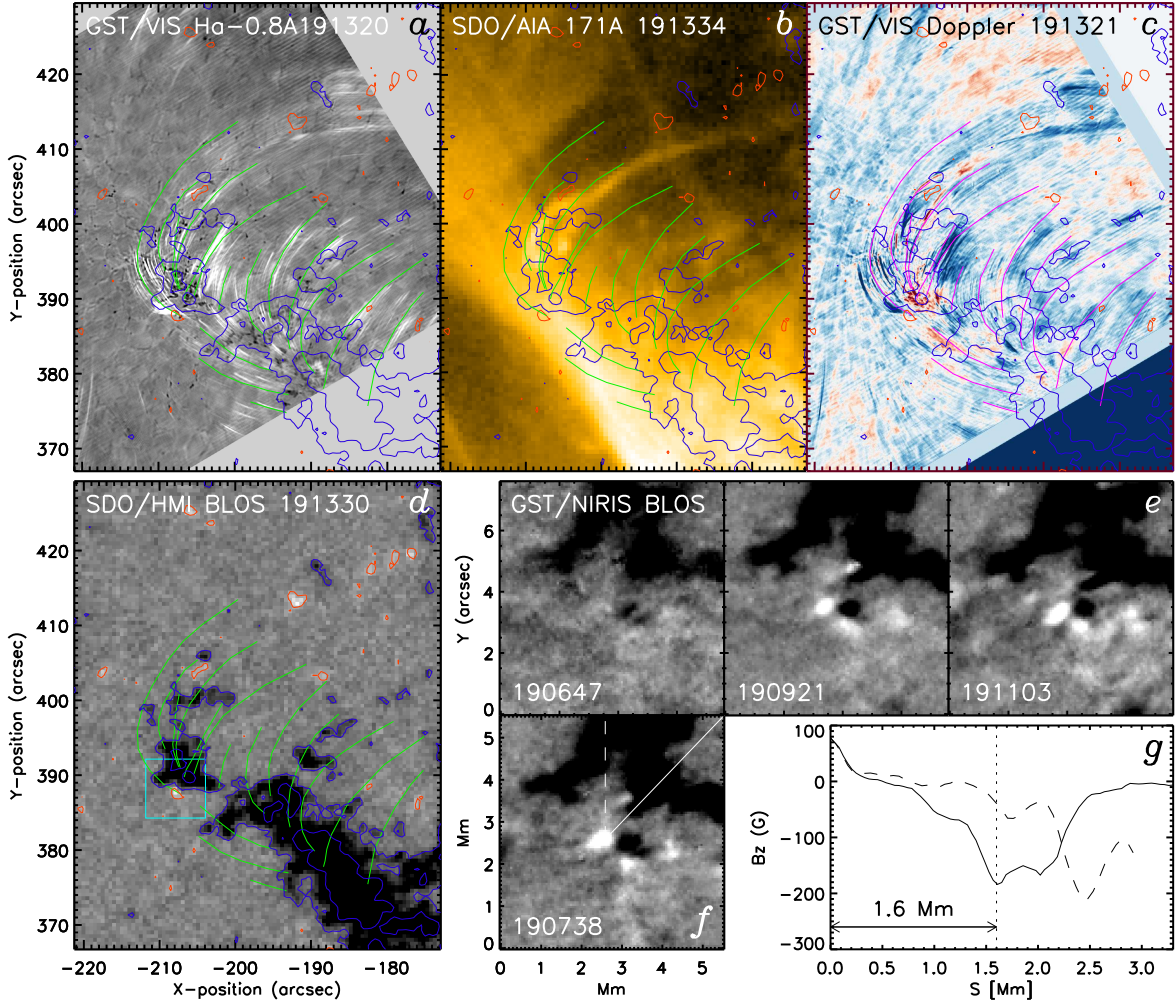 GST/VIS Ha-0.8A191320 a
SDO/AIA 171A 191334 b
GST/VIS Doppler 191321 c
Y-position (arcsec)
420
410
400
390
380
370
SDO/HMI BLOS 191330 d
Y-position (arcsec)
420
410
400
390
380
370
-220 -210 -200 -190 -180
X-position (arcsec)
GST/NIRIS BLOS
e
Y (arcsec)
6
4
2
0
190647
190921
191103
Mm
5
4
3
2
1
0
190738
f
0 1 2 3 4 5
Mm
g
Bz (G)
100
0
-100
-200
-300
1.6 Mm
0.0 0.5 1.0 1.5 2.0 2.5 3.0
S [Mm]